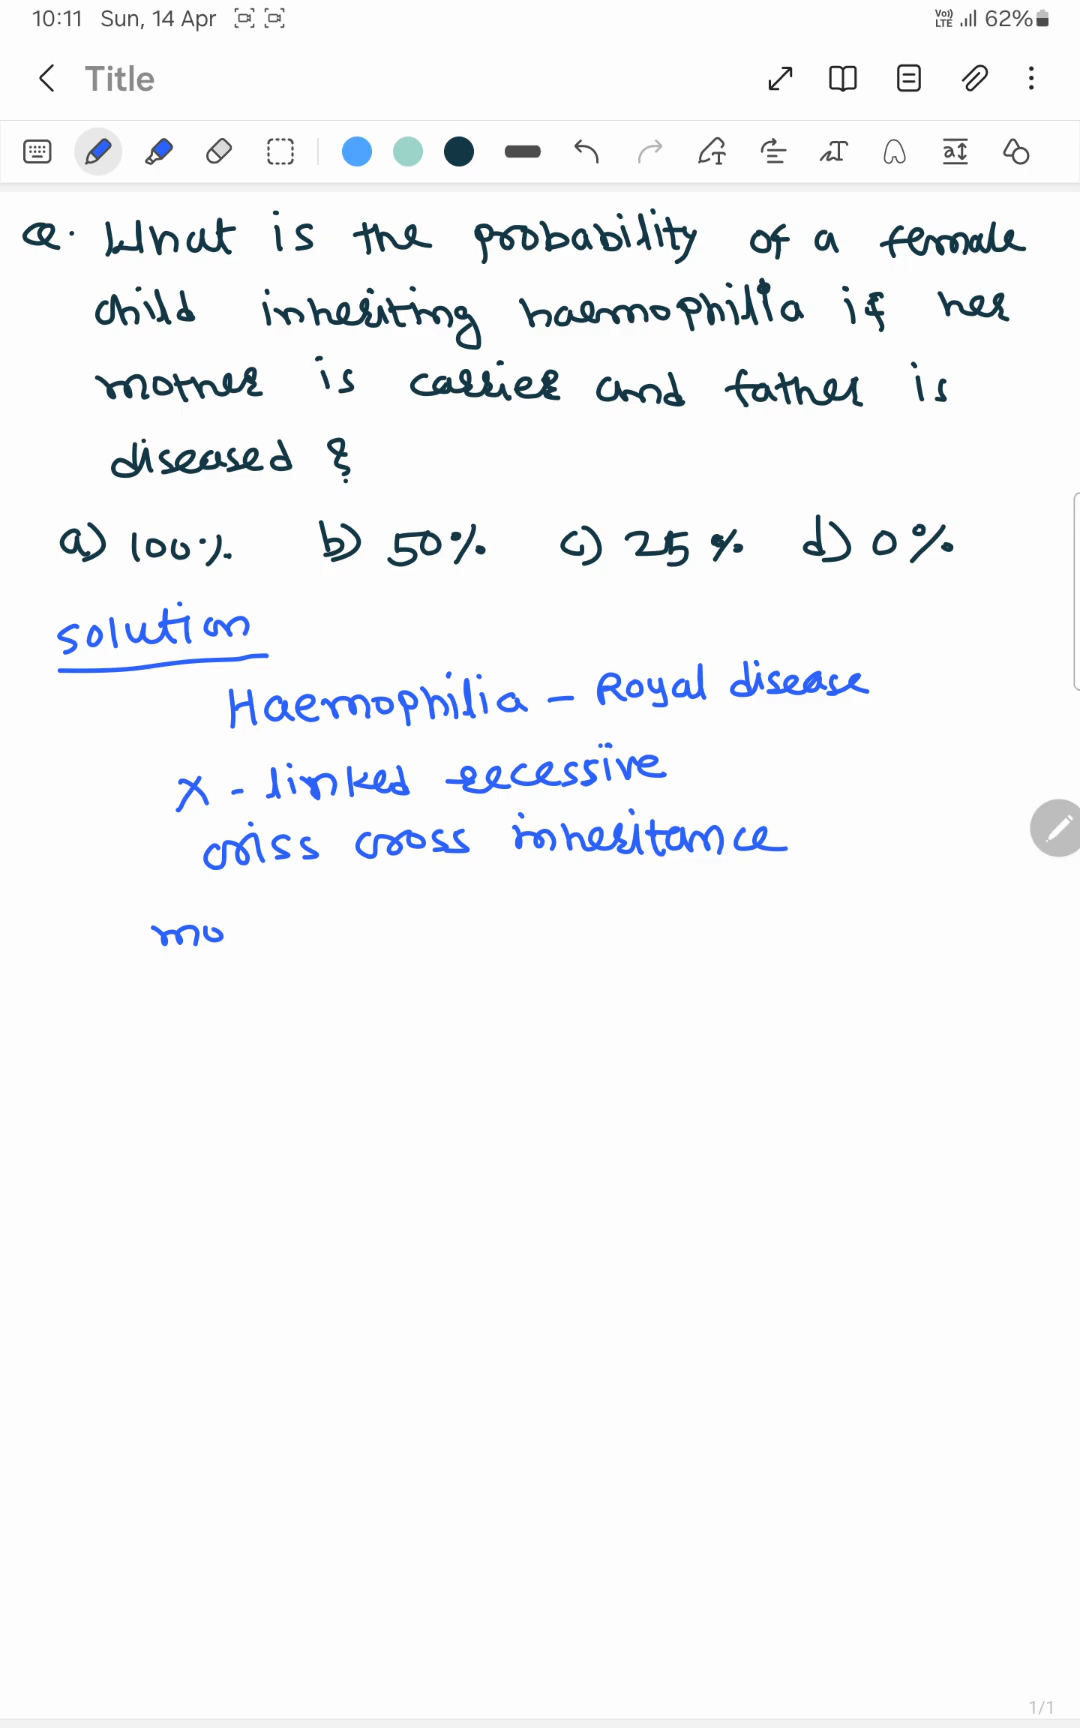 10:11 Sun, 14 Apr Vo)) LTE 62%
Title
Q. What is the probability of a female
child inheriting haemophilia if her
mother is carrier and father is
diseased ?
a) 100% b) 50% c) 25% d) 0%
solution
Haemophilia - Royal disease
X - linked recessive
criss cross inheritance
mo
1/1